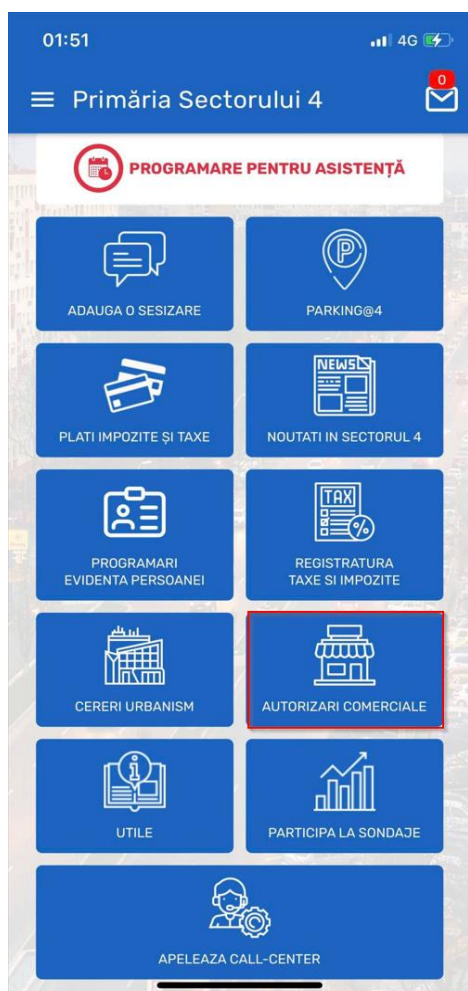 01:51
4G
0
Primăria Sectorului 4
PROGRAMARE PENTRU ASISTENȚĂ
ADAUGA O SESIZARE
P
PARKING@4
PLATI IMPOZITE ȘI TAXE
NEWS
NOUTATI IN SECTORUL 4
PROGRAMARI
EVIDENTA PERSOANEI
TAX
%
REGISTRATURA
TAXE SI IMPOZITE
CERERI URBANISM
AUTORIZARI COMERCIALE
i
UTILE
PARTICIPA LA SONDAJE
APELEAZA CALL-CENTER